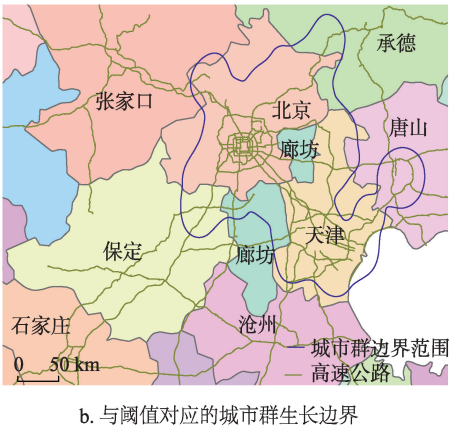 承德
张家口
北京
唐山
廊坊
保定
廊坊
天津
石家庄
沧州
城市群边界范围
0 50 km
高速公路
b. 与阈值对应的城市群生长边界